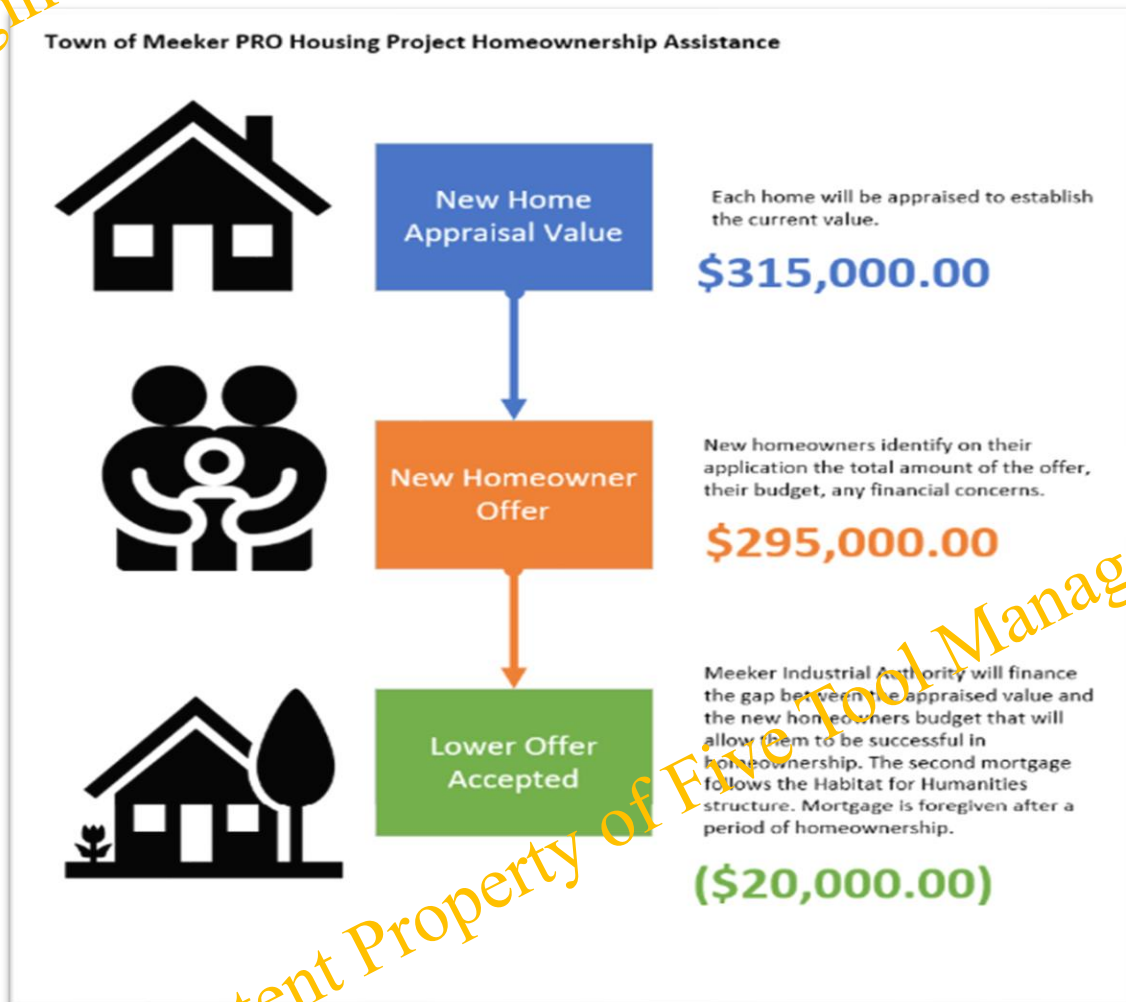 Town of Meeker PRO Housing Project Homeownership Assistance
New Home
Appraisal Value
Each home will be appraised to establish
the current value.
$315,000.00
New Homeowner
Offer
New homeowners identify on their
application the total amount of the offer,
their budget, any financial concerns.
$295,000.00
Lower Offer
Accepted
Meeker Industrial Authority will finance
the gap between the appraised value and
the new homeowners budget that will
allow them to be successful in
homeownership. The second mortgage
follows the Habitat for Humanities
structure. Mortgage is foregiven after a
period of homeownership.
($20,000.00)
Property of Five Tool